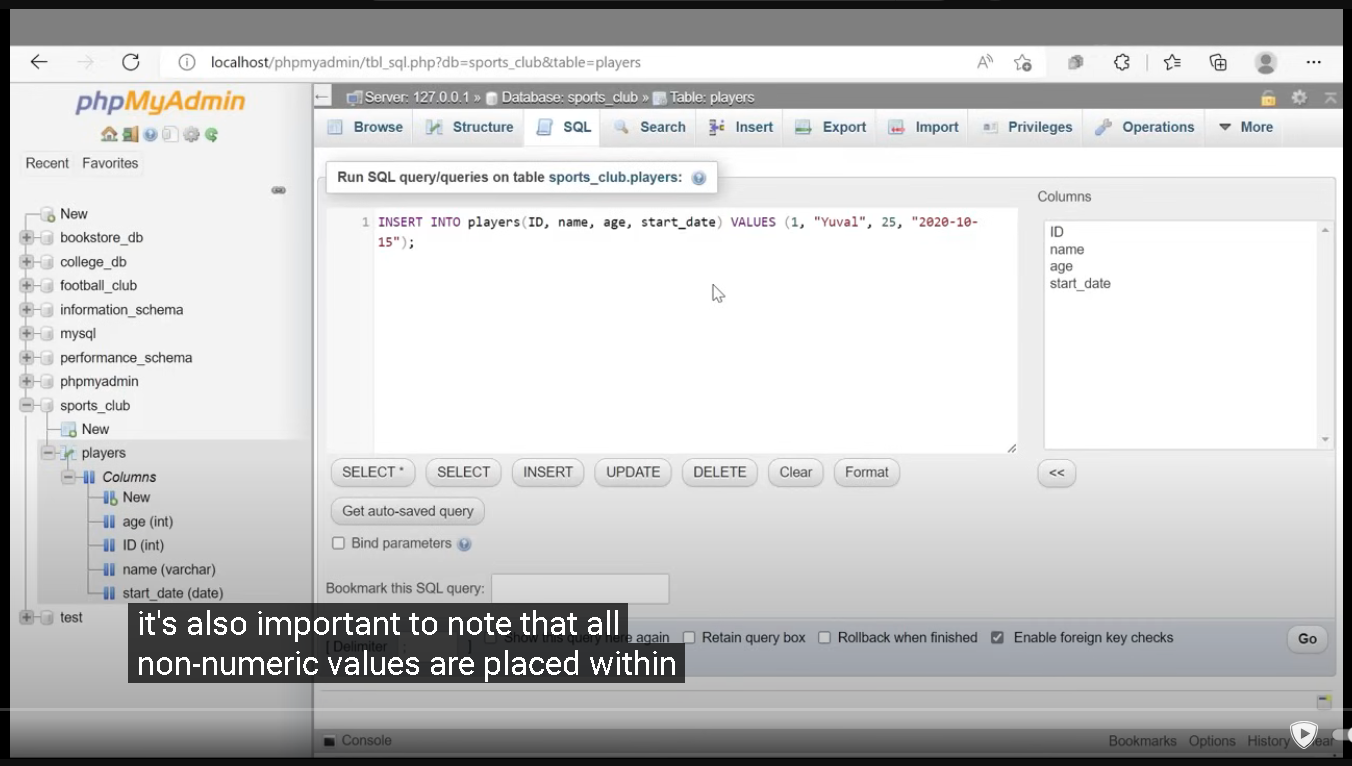 localhost/phpmyadmin/tbl_sql.php?db=sports_club&table=players
phpMyAdmin
Recent Favorites
New
bookstore_db
college_db
football_club
information_schema
mysql
performance_schema
phpmyadmin
sports_club
New
players
Columns
New
age (int)
ID (int)
name (varchar)
start_date (date)
test
Server: 127.0.0.1 » Database: sports_club » Table: players
Browse Structure SQL Search Insert Export Import Privileges Operations More
Run SQL query/queries on table sports_club.players:
1 INSERT INTO players(ID, name, age, start_date) VALUES (1, "Yuval", 25, "2020-10-
15");
Columns
ID
name
age
start_date
SELECT * SELECT INSERT UPDATE DELETE Clear Format <<
Get auto-saved query
Bind parameters
Bookmark this SQL query:
[ Delimiter ; ] Show this query here again Retain query box Rollback when finished Enable foreign key checks Go
it's also important to note that all
non-numeric values are placed within
Console Bookmarks Options History